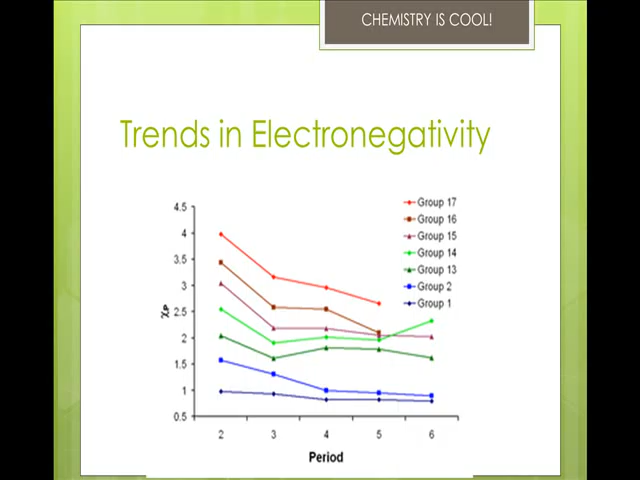 CHEMISTRY IS COOL!
Trends in Electronegativity
Group 17
Group 16
Group 15
Group 14
Group 13
Group 2
Group 1
4.5
4
3.5
3
2.5
2
1.5
1
0.5
χP
2 3 4 5 6
Period